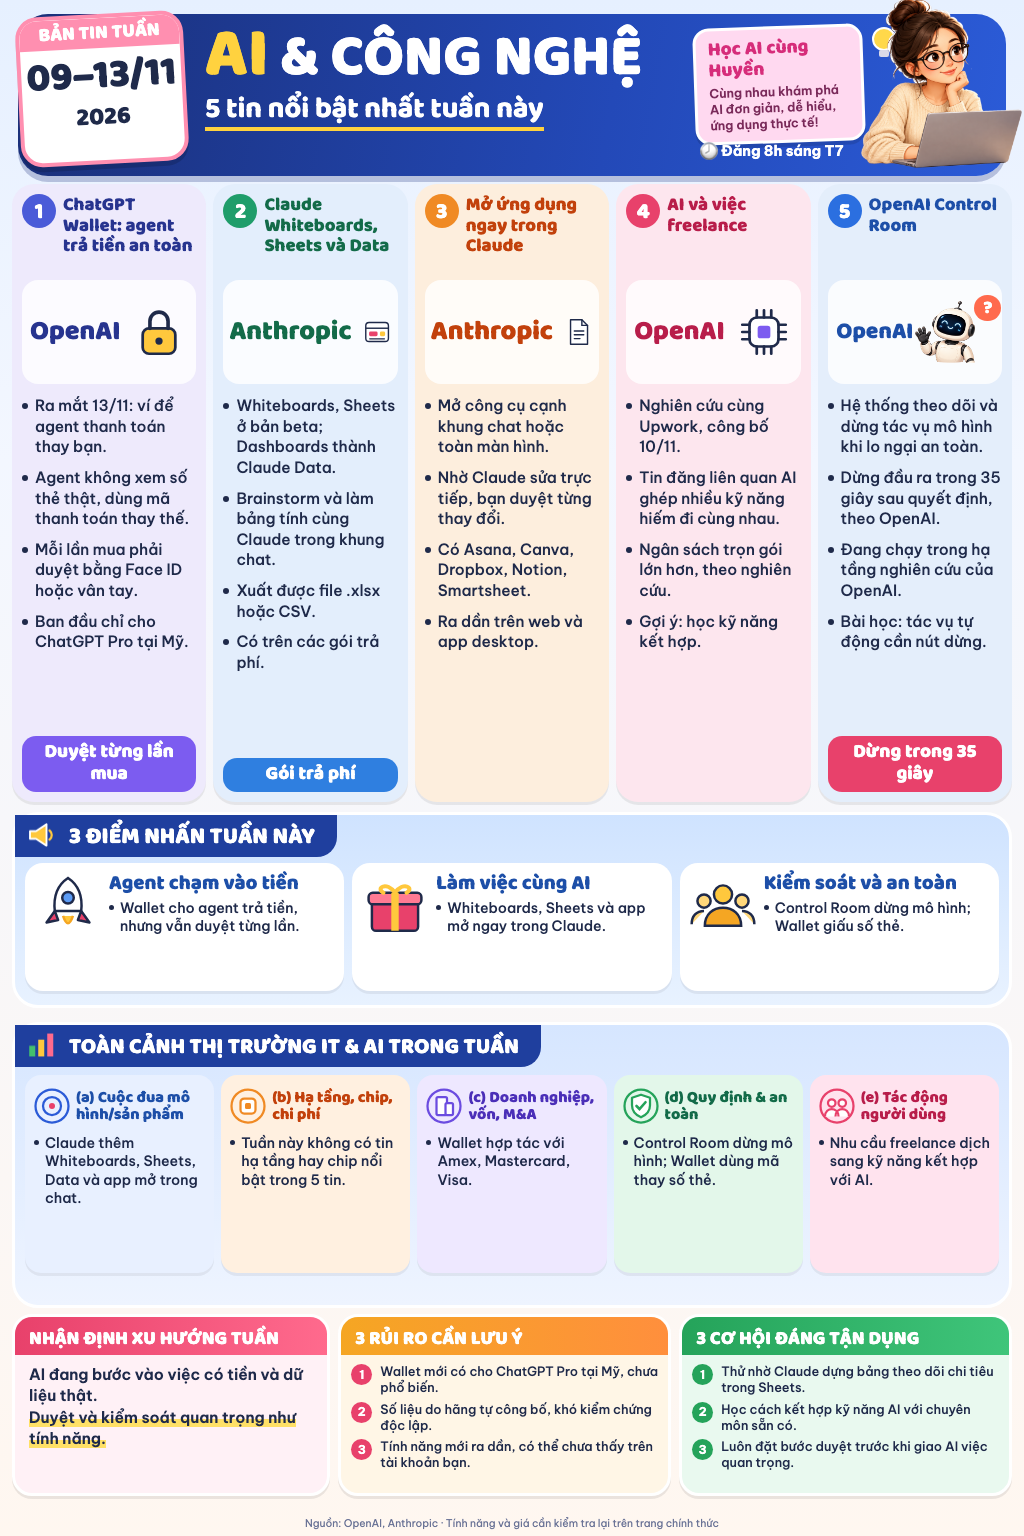 BẢN TIN TUẦN
09–13/11
2026
AI & CÔNG NGHỆ
5 tin nổi bật nhất tuần này
Học AI cùng
Huyền
Cùng nhau khám phá
AI đơn giản, dễ hiểu,
ứng dụng thực tế!
Đăng 8h sáng T7
1
ChatGPT
Wallet: agent
trả tiền an toàn
OpenAI
• Ra mắt 13/11: ví để
agent thanh toán
thay bạn.
• Agent không xem số
thẻ thật, dùng mã
thanh toán thay thế.
• Mỗi lần mua phải
duyệt bằng Face ID
hoặc vân tay.
• Ban đầu chỉ cho
ChatGPT Pro tại Mỹ.
Duyệt từng lần
mua
2
Claude
Whiteboards,
Sheets và Data
Anthropic
• Whiteboards, Sheets
ở bản beta;
Dashboards thành
Claude Data.
• Brainstorm và làm
bảng tính cùng
Claude trong khung
chat.
• Xuất được file .xlsx
hoặc CSV.
• Có trên các gói trả
phí.
Gói trả phí
3
Mở ứng dụng
ngay trong
Claude
Anthropic
• Mở công cụ cạnh
khung chat hoặc
toàn màn hình.
• Nhờ Claude sửa trực
tiếp, bạn duyệt từng
thay đổi.
• Có Asana, Canva,
Dropbox, Notion,
Smartsheet.
• Ra dần trên web và
app desktop.
4
AI và việc
freelance
OpenAI
• Nghiên cứu cùng
Upwork, công bố
10/11.
• Tin đăng liên quan AI
ghép nhiều kỹ năng
hiếm đi cùng nhau.
• Ngân sách trọn gói
lớn hơn, theo nghiên
cứu.
• Gợi ý: học kỹ năng
kết hợp.
5
OpenAI Control
Room
OpenAI
?
• Hệ thống theo dõi và
dừng tác vụ mô hình
khi lo ngại an toàn.
• Dừng đầu ra trong 35
giây sau quyết định,
theo OpenAI.
• Đang chạy trong hạ
tầng nghiên cứu của
OpenAI.
• Bài học: tác vụ tự
động cần nút dừng.
Dừng trong 35
giây
3 ĐIỂM NHẤN TUẦN NÀY
Agent chạm vào tiền
• Wallet cho agent trả tiền,
nhưng vẫn duyệt từng lần.
Làm việc cùng AI
• Whiteboards, Sheets và app
mở ngay trong Claude.
Kiểm soát và an toàn
• Control Room dừng mô hình;
Wallet giấu số thẻ.
TOÀN CẢNH THỊ TRƯỜNG IT & AI TRONG TUẦN
(a) Cuộc đua mô
hình/sản phẩm
• Claude thêm
Whiteboards, Sheets,
Data và app mở trong
chat.
(b) Hạ tầng, chip,
chi phí
• Tuần này không có tin
hạ tầng hay chip nổi
bật trong 5 tin.
(c) Doanh nghiệp,
vốn, M&A
• Wallet hợp tác với
Amex, Mastercard,
Visa.
(d) Quy định & an
toàn
• Control Room dừng mô
hình; Wallet dùng mã
thay số thẻ.
(e) Tác động
người dùng
• Nhu cầu freelance dịch
sang kỹ năng kết hợp
với AI.
NHẬN ĐỊNH XU HƯỚNG TUẦN
AI đang bước vào việc có tiền và dữ
liệu thật.
Duyệt và kiểm soát quan trọng như
tính năng.
3 RỦI RO CẦN LƯU Ý
1 Wallet mới có cho ChatGPT Pro tại Mỹ, chưa
phổ biến.
2 Số liệu do hãng tự công bố, khó kiểm chứng
độc lập.
3 Tính năng mới ra dần, có thể chưa thấy trên
tài khoản bạn.
3 CƠ HỘI ĐÁNG TẬN DỤNG
1 Thử nhờ Claude dựng bảng theo dõi chi tiêu
trong Sheets.
2 Học cách kết hợp kỹ năng AI với chuyên
môn sẵn có.
3 Luôn đặt bước duyệt trước khi giao AI việc
quan trọng.
Nguồn: OpenAI, Anthropic · Tính năng và giá cần kiểm tra lại trên trang chính thức